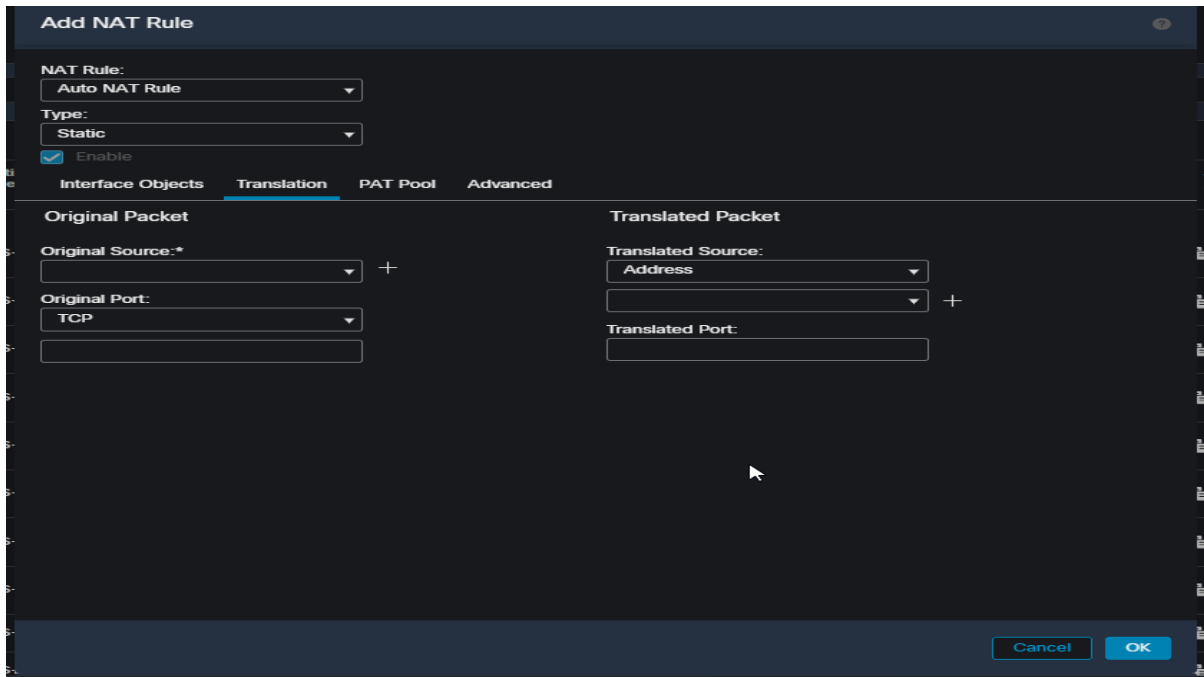 Add NAT Rule
NAT Rule:
Auto NAT Rule
Type:
Static
Enable
Interface Objects Translation PAT Pool Advanced
Original Packet
Original Source:*
Original Port:
TCP
Translated Packet
Translated Source:
Address
Translated Port:
Cancel OK